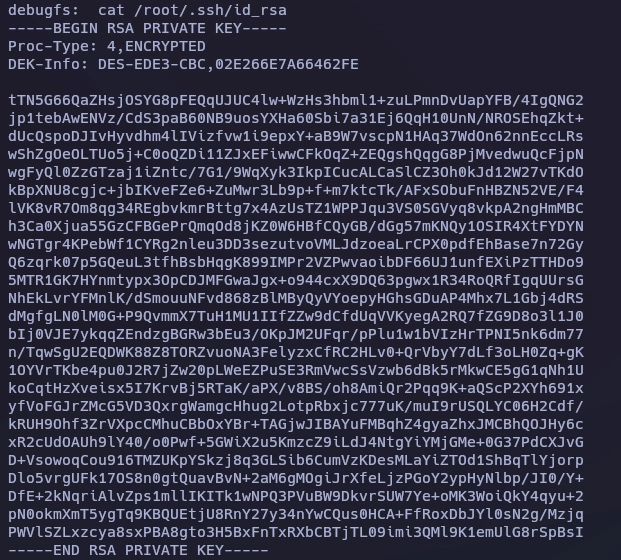 debugfs:  cat /root/.ssh/id_rsa
-----BEGIN RSA PRIVATE KEY-----
Proc-Type: 4,ENCRYPTED
DEK-Info: DES-EDE3-CBC,02E266E7A66462FE

tTN5G66QaZHsjOSYG8pFEQqUJUC4lw+WzHs3hbml1+zuLPmnDvUapYFB/4IgQNG2
jp1tebAwENVz/CdS3paB60NB9uosYXHa60Sbi7a31Ej6QqH10UnN/NROSEhqZkt+
dUcQspoDJIvHyvdhm4lIVizfvw1i9epxY+aB9W7vscpN1HAq37WdOn62nnEccLRs
wShZgOeOLTUo5j+C0oQZDi11ZJxEFiwwCFkOqZ+ZEQgshQqgG8PjMvedwuQcFjpN
wgFyQl0ZzGTzaj1iZntc/7G1/9WqXyk3IkpICucALCaSlCZ3Oh0kJd12W27vTKdO
kBpXNU8cgjc+jbIKveFZe6+ZuMwr3Lb9p+f+m7ktcTk/AFxSObuFnHBZN52VE/F4
lVK8vR7Om8qg34REgbvkmrBttg7x4AzUsTZ1WPPJqu3VS0SGVyq8vkpA2ngHmMBC
h3Ca0Xjua55GzCFBGePrQmqOd8jKZ0W6HBfCQyGB/dGg57mKNQy1OSIR4XtFYDYN
wNGTgr4KPebWf1CYRg2nleu3DD3sezutvoVMLJdzoeaLrCPX0pdfEhBase7n72Gy
Q6zqrk07p5GQeuL3tfhBsbHqgK899IMPr2VZPwvaoibDF66UJ1unfEXiPzTTHDo9
5MTR1GK7HYnmtypx3OpCDJMFGwaJgx+o944cxX9DQ63pgwx1R34RoQRfIgqUUrsG
NhEkLvrYFMnlK/dSmouuNFvd868zBlMByQyVYoepyHGhsGDuAP4Mhx7L1Gbj4dRS
dMgfgLN0lM0G+P9QvmmX7TuH1MU1IIfZZw9dCfdUqVVKyegA2RQ7fZG9D8o3l1J0
bIj0VJE7ykqqZEndzgBGRw3bEu3/OKpJM2UFqr/pPlu1w1bVIzHrTPNI5nk6dm77
n/TqwSgU2EQDWK88Z8TORZvuoNA3FelyzxCfRC2HLv0+QrVbyY7dLf3oLH0Zq+gK
1OYVrTKbe4pu0J2R7jZw20pLWeEZPuSE3RmVwcSsVzwb6dBk5rMkwCE5gG1qNh1U
koCqtHzXveisx5I7KrvBj5RTaK/aPX/v8BS/oh8AmiQr2Pqq9K+aQScP2XYh691x
yfVoFGJrZMcG5VD3QxrgWamgcHhug2LotpRbxjc777uK/muI9rUSQLYC06H2Cdf/
kRUH9Ohf3ZrVXpcCMhuCBbOxYBr+TAGjwJIBAYuFMBqhZ4gyaZhxJMCBhQOJHy6c
xR2cUdOAUh9lY40/o0Pwf+5GWiX2u5KmzcZ9iLdJ4NtgYiYMjGMe+0G37PdCXJvG
D+VsowoqCou916TMZUKpYSkzj8q3GLSib6CumVzKDesMLaYiZTOd1ShBqTlYjorp
Dlo5vrgUFk17OS8n0gtQuavBvN+2aM6gMOgiJrXfeLjzPGoY2ypHyNlbp/JI0/Y+
DfE+2kNqriAlvZps1mllIKITk1wNPQ3PVuBW9DkvrSUW7Ye+oMK3WoiQkY4qyu+2
pN0okmXmT5ygTq9KBQUEtjU8RnY27y34nYwCQus0HCA+FfRoxDbJYl0sN2g/Mzjq
PWVlSZLxzcya8sxPBA8gto3H5BxFnTxRXbCBTjTL09imi3QMl9K1emUlG8rSpBsI
-----END RSA PRIVATE KEY-----